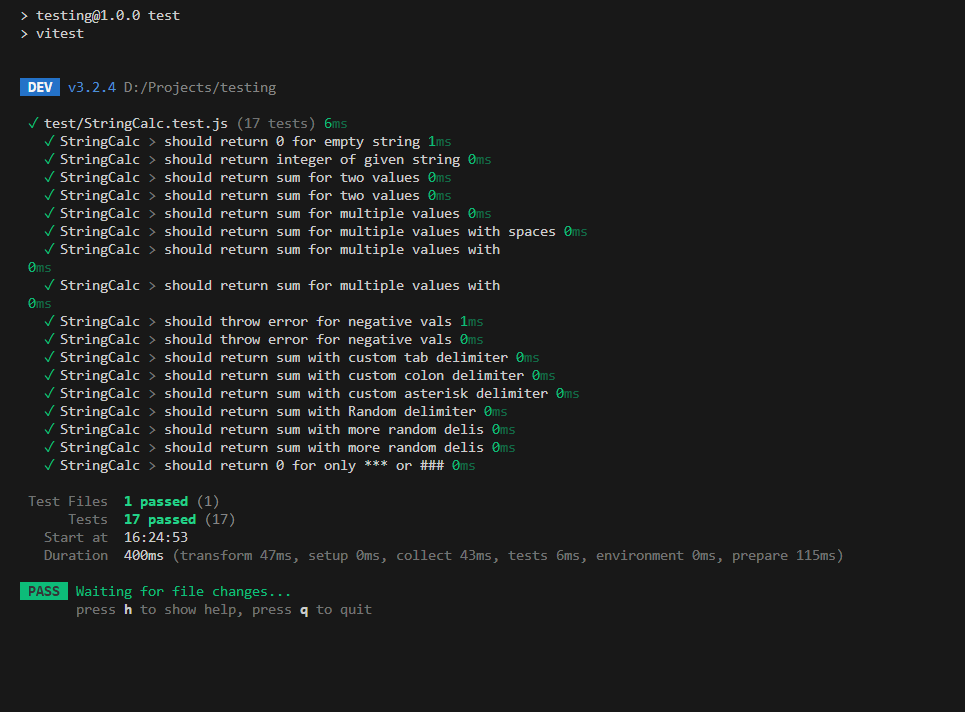 > testing@1.0.0 test
> vitest
DEV v3.2.4 D:/Projects/testing
✓ test/StringCalc.test.js (17 tests) 6ms
✓ StringCalc > should return 0 for empty string 1ms
✓ StringCalc > should return integer of given string 0ms
✓ StringCalc > should return sum for two values 0ms
✓ StringCalc > should return sum for two values 0ms
✓ StringCalc > should return sum for multiple values 0ms
✓ StringCalc > should return sum for multiple values with spaces 0ms
✓ StringCalc > should return sum for multiple values with
0ms
✓ StringCalc > should return sum for multiple values with
0ms
✓ StringCalc > should throw error for negative vals 1ms
✓ StringCalc > should throw error for negative vals 0ms
✓ StringCalc > should return sum with custom tab delimiter 0ms
✓ StringCalc > should return sum with custom colon delimiter 0ms
✓ StringCalc > should return sum with custom asterisk delimiter 0ms
✓ StringCalc > should return sum with Random delimiter 0ms
✓ StringCalc > should return sum with more random delis 0ms
✓ StringCalc > should return sum with more random delis 0ms
✓ StringCalc > should return 0 for only *** or ### 0ms
Test Files 1 passed (1)
Tests 17 passed (17)
Start at 16:24:53
Duration 400ms (transform 47ms, setup 0ms, collect 43ms, tests 6ms, environment 0ms, prepare 115ms)
PASS Waiting for file changes...
press h to show help, press q to quit